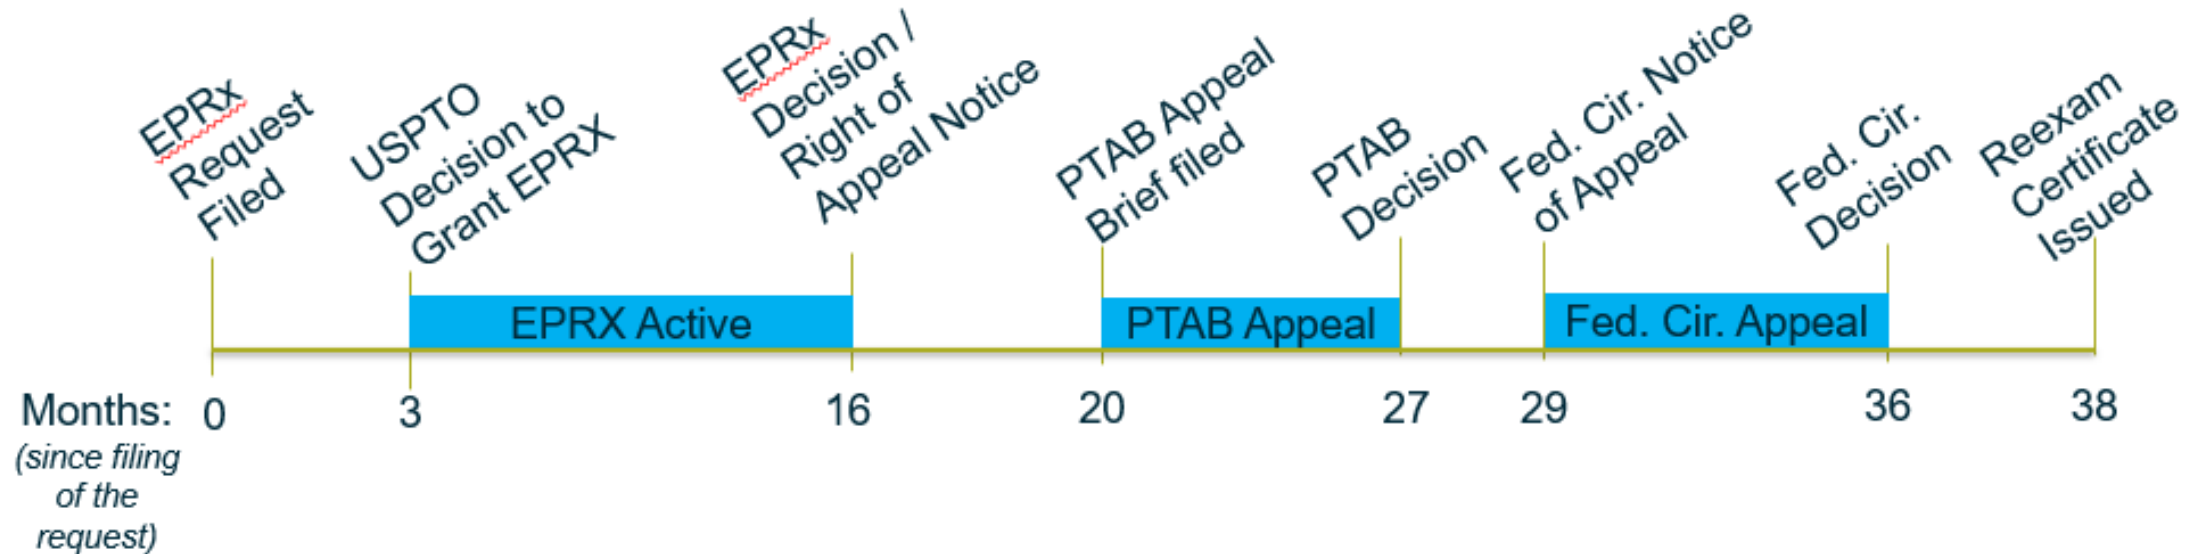 EPRx
Request
Filed
USPTO
Decision to
Grant EPRX
EPRx
Decision /
Right of
Appeal Notice
PTAB Appeal
Brief filed
PTAB
Decision
Fed. Cir. Notice
of Appeal
Fed. Cir.
Decision
Reexam
Certificate
Issued
EPRX Active
PTAB Appeal
Fed. Cir. Appeal
Months: 0 3 16 20 27 29 36 38
(since filing
of the
request)